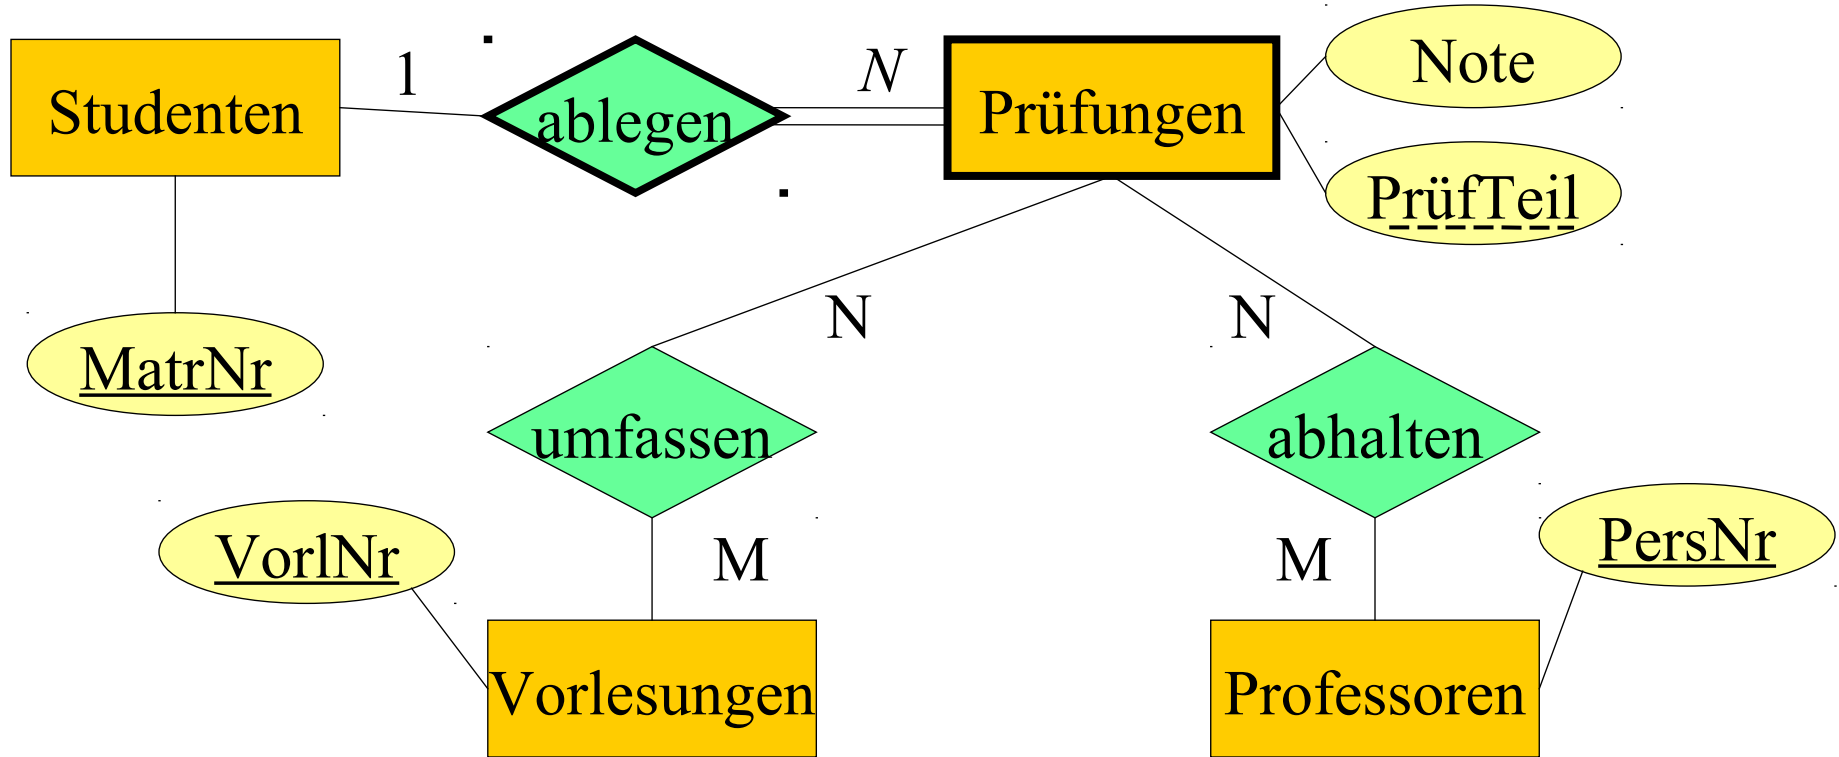 Studenten
1
ablegen
N
Prüfungen
Note
PrüfTeil
MatrNr
N
N
umfassen
abhalten
VorlNr
M
M
PersNr
Vorlesungen
Professoren